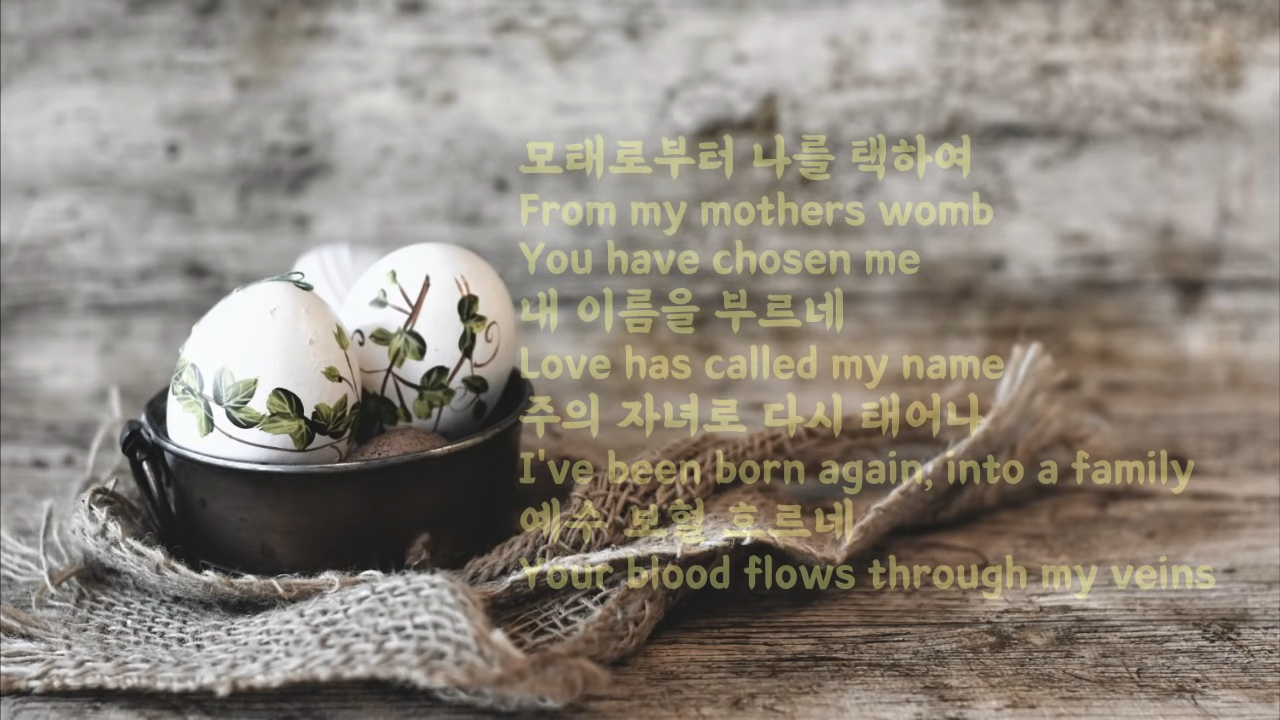 모태로부터 나를 택하여
From my mothers womb
You have chosen me
내 이름을 부르네
Love has called my name
주의 자녀로 다시 태어나
I've been born again, into a family
예수 보혈 흐르네
Your blood flows through my veins